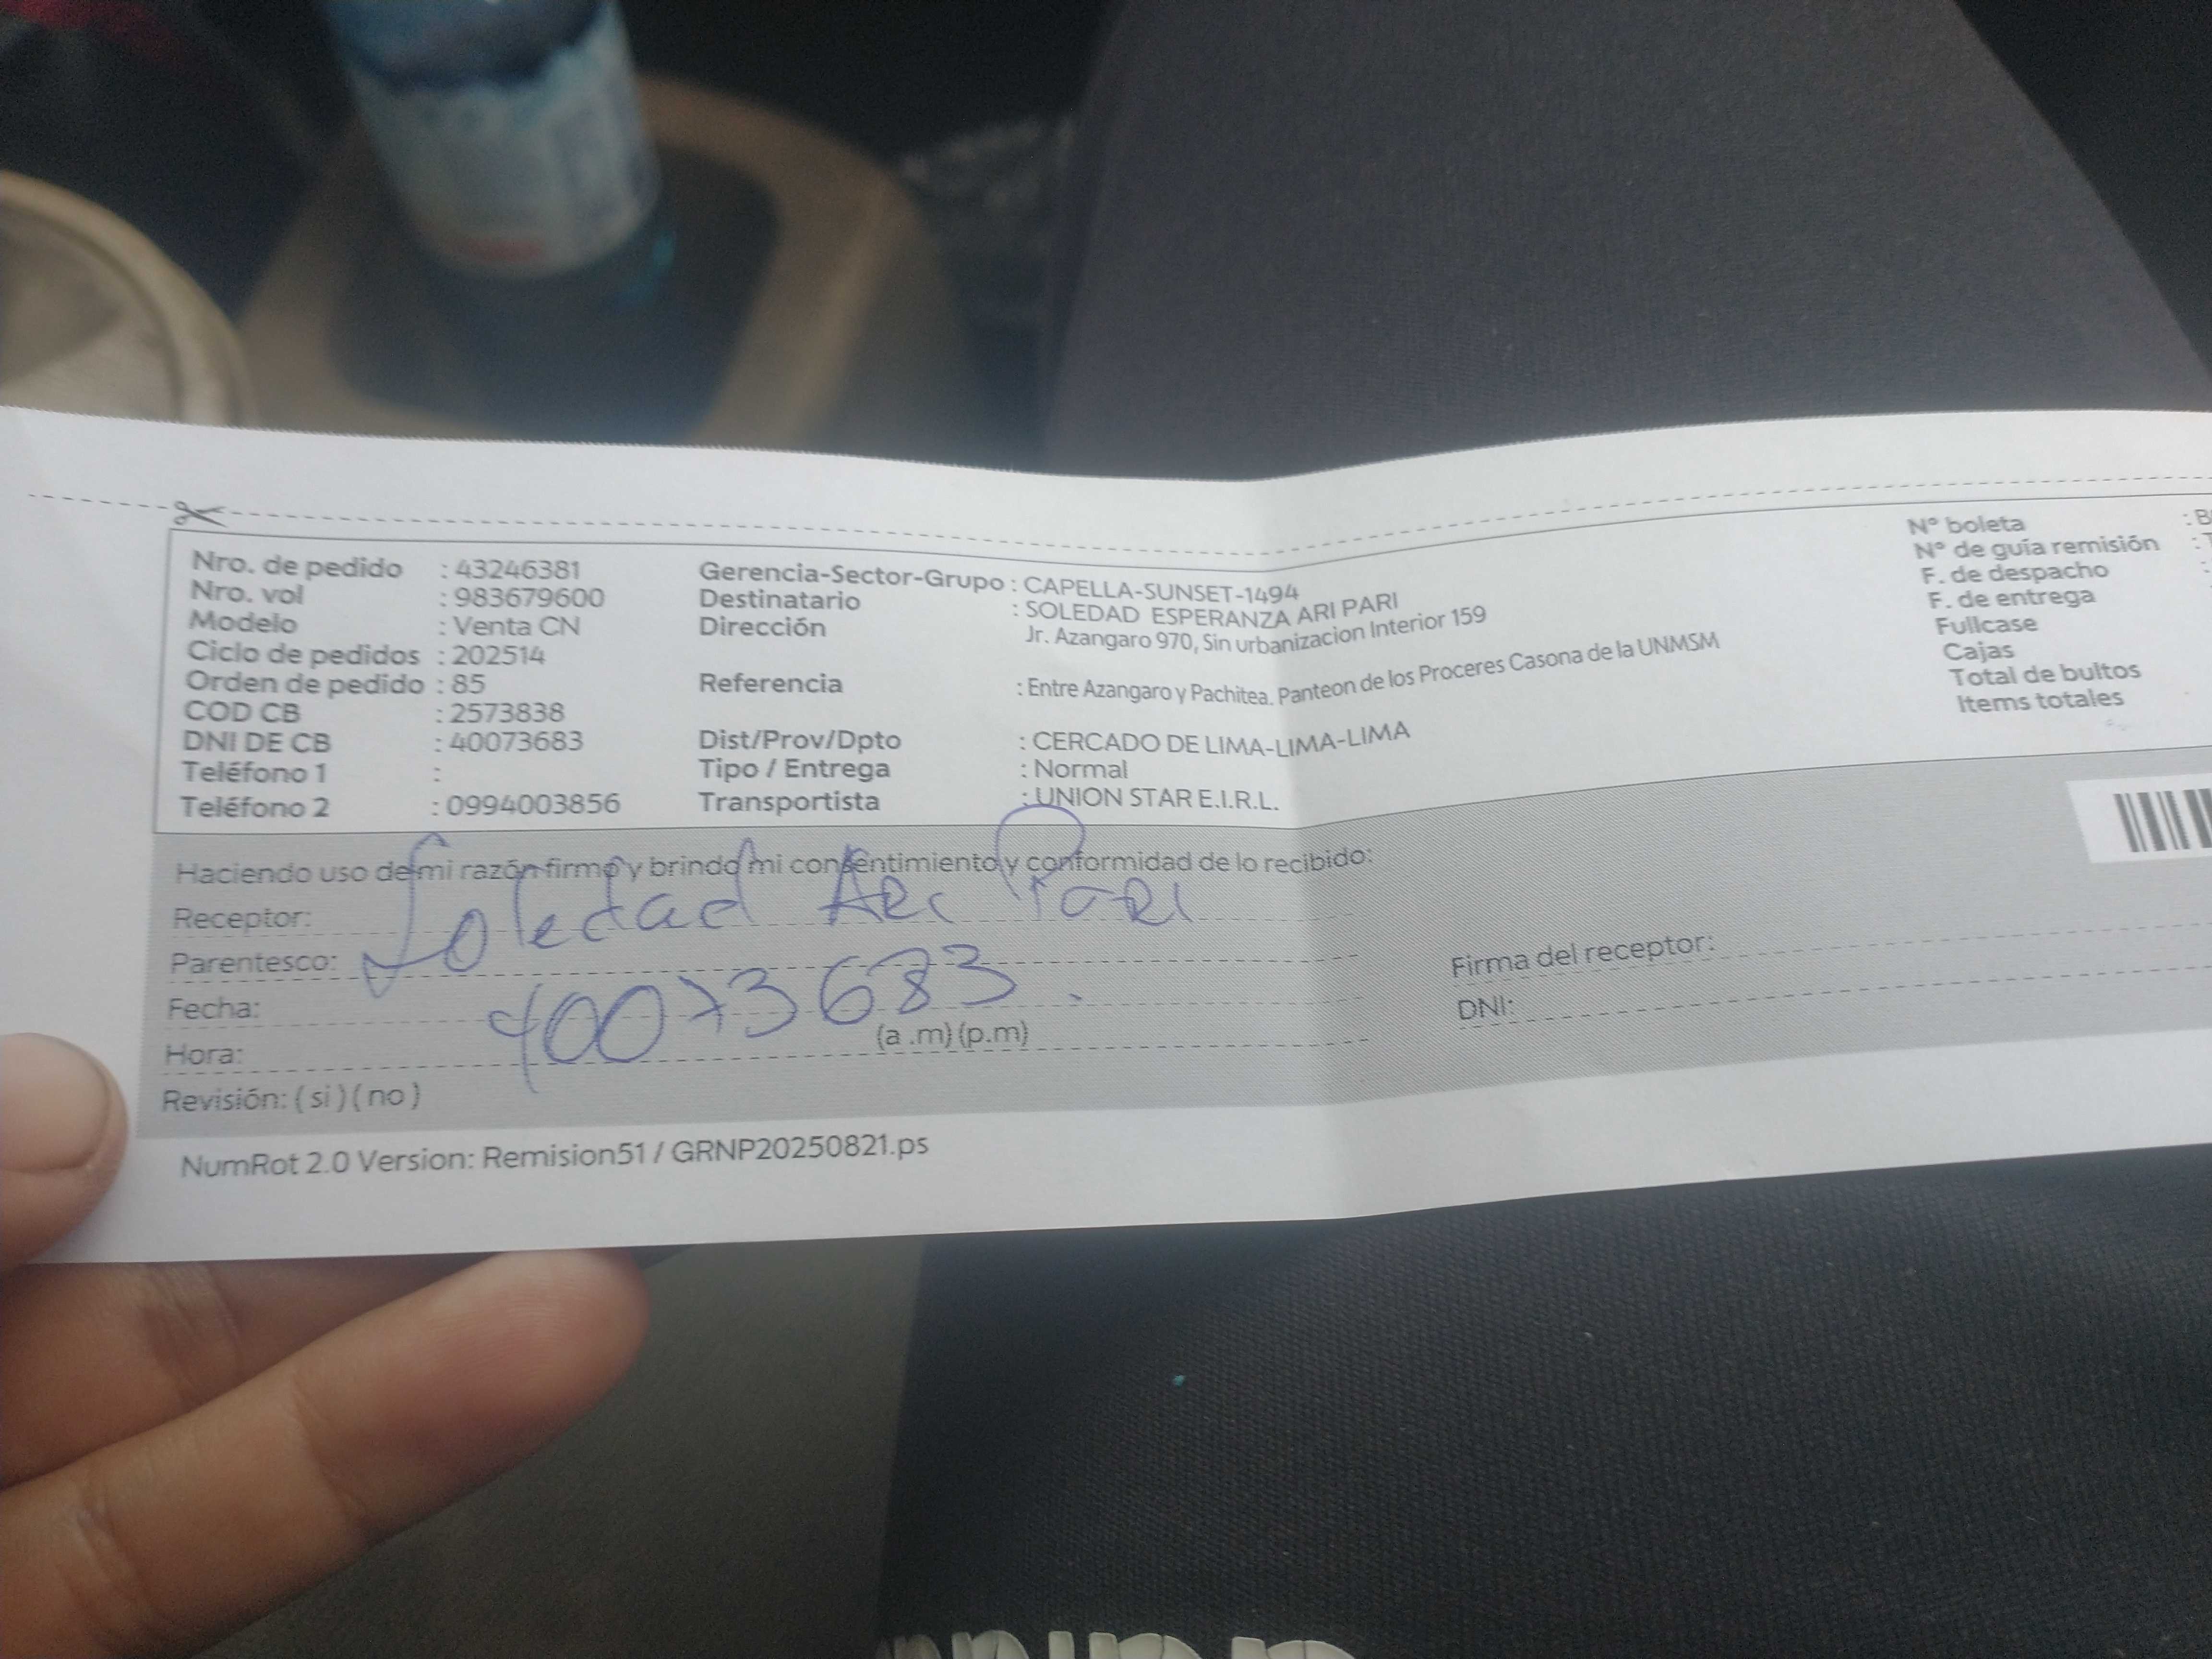 Nro. de pedido : 43246381
Nro. vol : 983679600
Modelo : Venta CN
Ciclo de pedidos : 202514
Orden de pedido : 85
COD CB : 2573838
DNI DE CB : 40073683
Teléfono 1 :
Teléfono 2 : 0994003856
Gerencia-Sector-Grupo : CAPELLA-SUNSET-1494
Destinatario : SOLEDAD ESPERANZA ARI PARI
Dirección Jr. Azangaro 970, Sin urbanizacion Interior 159
Referencia : Entre Azangaro y Pachitea. Panteon de los Proceres Casona de la UNMSM
Dist/Prov/Dpto : CERCADO DE LIMA-LIMA-LIMA
Tipo / Entrega : Normal
Transportista : UNION STAR E.I.R.L.
N° boleta : B
N° de guía remisión :
F. de despacho :
F. de entrega
Fullcase
Cajas
Total de bultos
Items totales
Haciendo uso de mi razón firmo y brindo mi consentimiento y conformidad de lo recibido:
Receptor: Soledad Ari Pari
Parentesco:
Fecha: 40073683.
Hora: (a .m) (p.m)
Revisión: ( si ) ( no )
Firma del receptor:
DNI:
NumRot 2.0 Version: Remision51 / GRNP20250821.ps